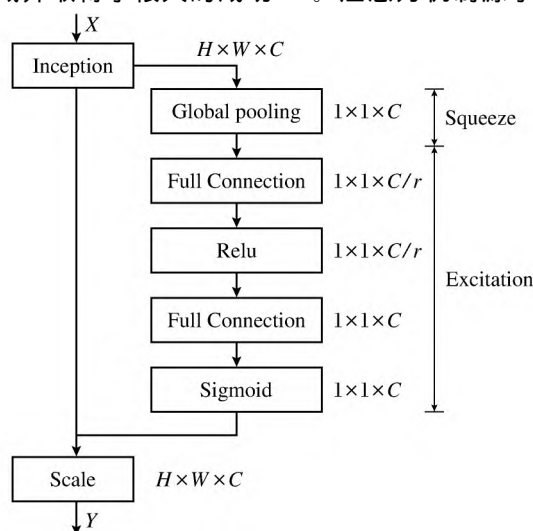 X
H×W×C
Inception
Global pooling 1×1×C
Squeeze
Full Connection 1×1×C/r
Relu 1×1×C/r
Excitation
Full Connection 1×1×C
Sigmoid 1×1×C
Scale H×W×C
Y